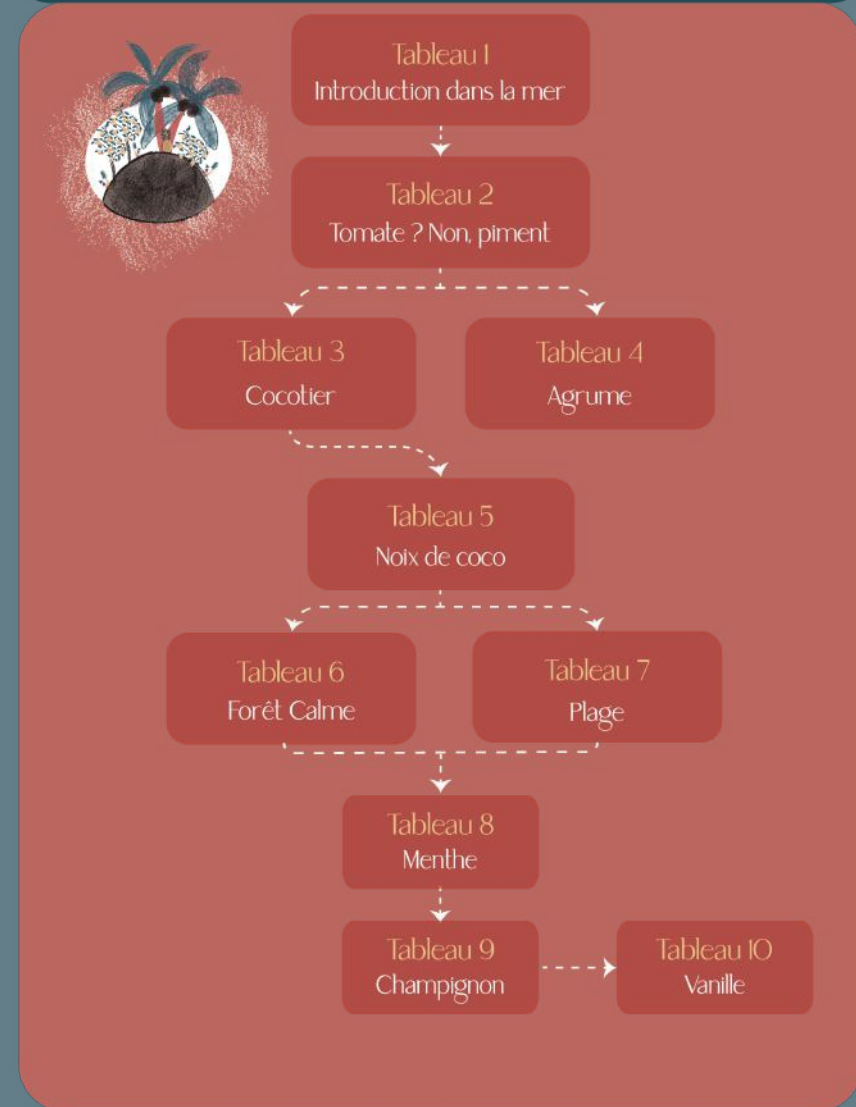 Tableau 1
Introduction dans la mer
Tableau 2
Tomate ? Non, piment
Tableau 3
Cocotier
Tableau 4
Agrume
Tableau 5
Noix de coco
Tableau 6
Forêt Calme
Tableau 7
Plage
Tableau 8
Menthe
Tableau 9
Champignon
Tableau 10
Vanille